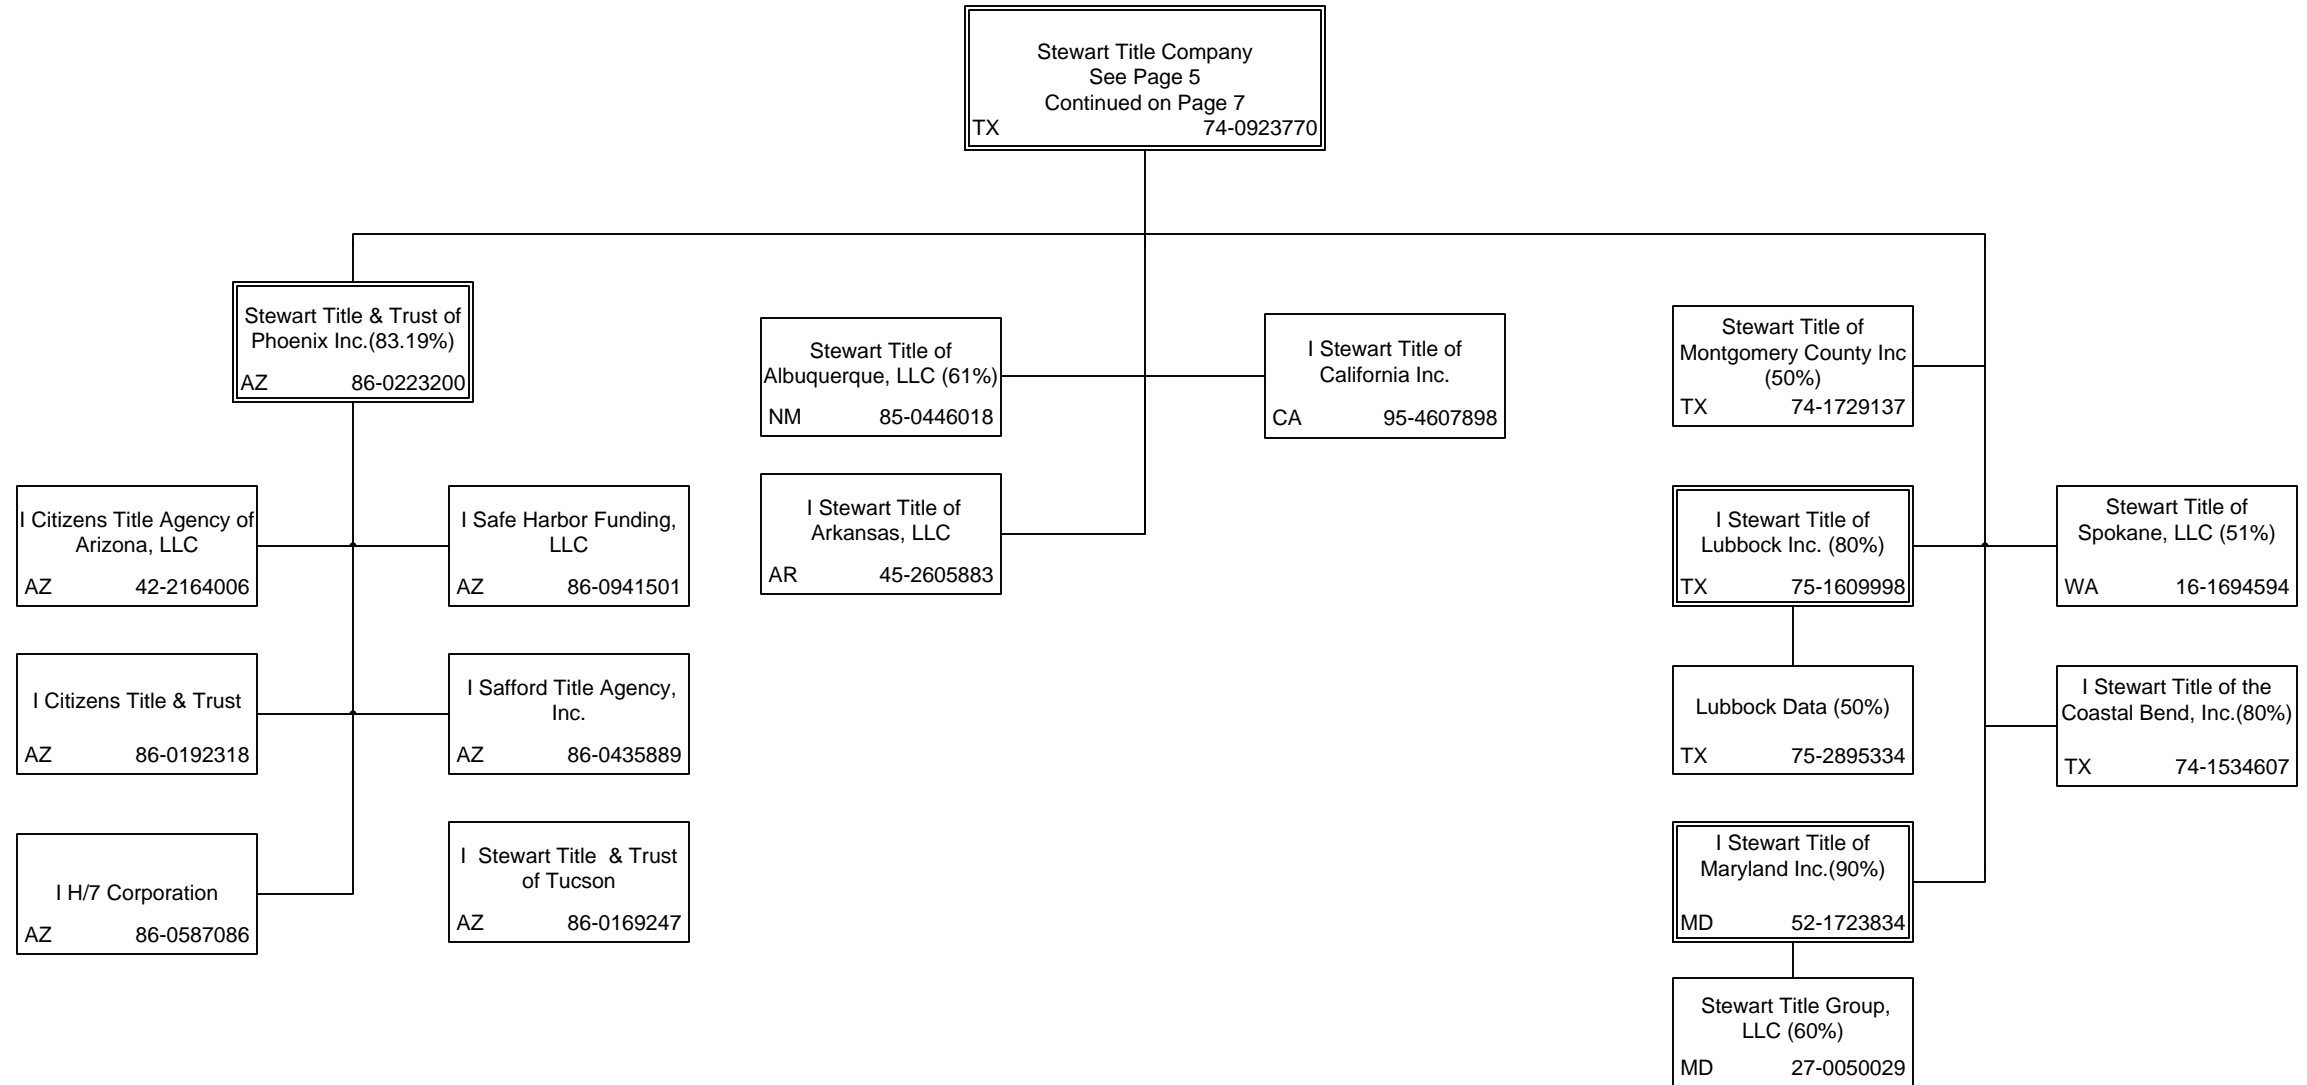 Stewart Title Company
See Page 5
Continued on Page 7
TX 74-0923770
Stewart Title & Trust of
Phoenix Inc.(83.19%)
AZ 86-0223200
I Citizens Title Agency of
Arizona, LLC
AZ 42-2164006
I Safe Harbor Funding,
LLC
AZ 86-0941501
I Citizens Title & Trust
AZ 86-0192318
I Safford Title Agency,
Inc.
AZ 86-0435889
I H/7 Corporation
AZ 86-0587086
I Stewart Title & Trust
of Tucson
AZ 86-0169247
Stewart Title of
Albuquerque, LLC (61%)
NM 85-0446018
I Stewart Title of
California Inc.
CA 95-4607898
I Stewart Title of
Arkansas, LLC
AR 45-2605883
Stewart Title of
Montgomery County Inc
(50%)
TX 74-1729137
I Stewart Title of
Lubbock Inc. (80%)
TX 75-1609998
Stewart Title of
Spokane, LLC (51%)
WA 16-1694594
Lubbock Data (50%)
TX 75-2895334
I Stewart Title of the
Coastal Bend, Inc.(80%)
TX 74-1534607
I Stewart Title of
Maryland Inc.(90%)
MD 52-1723834
Stewart Title Group,
LLC (60%)
MD 27-0050029